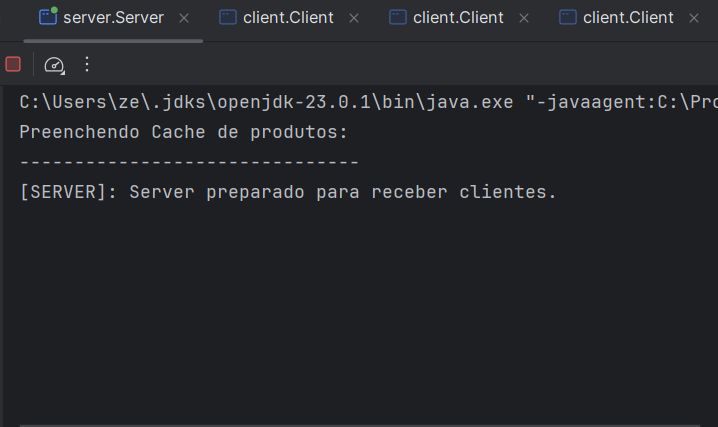 server.Server
client.Client
client.Client
client.Client
C:\Users\ze\.jdks\openjdk-23.0.1\bin\java.exe "-javaagent:C:\Pro
Preenchendo Cache de produtos:
-------------------------------
[SERVER]: Server preparado para receber clientes.